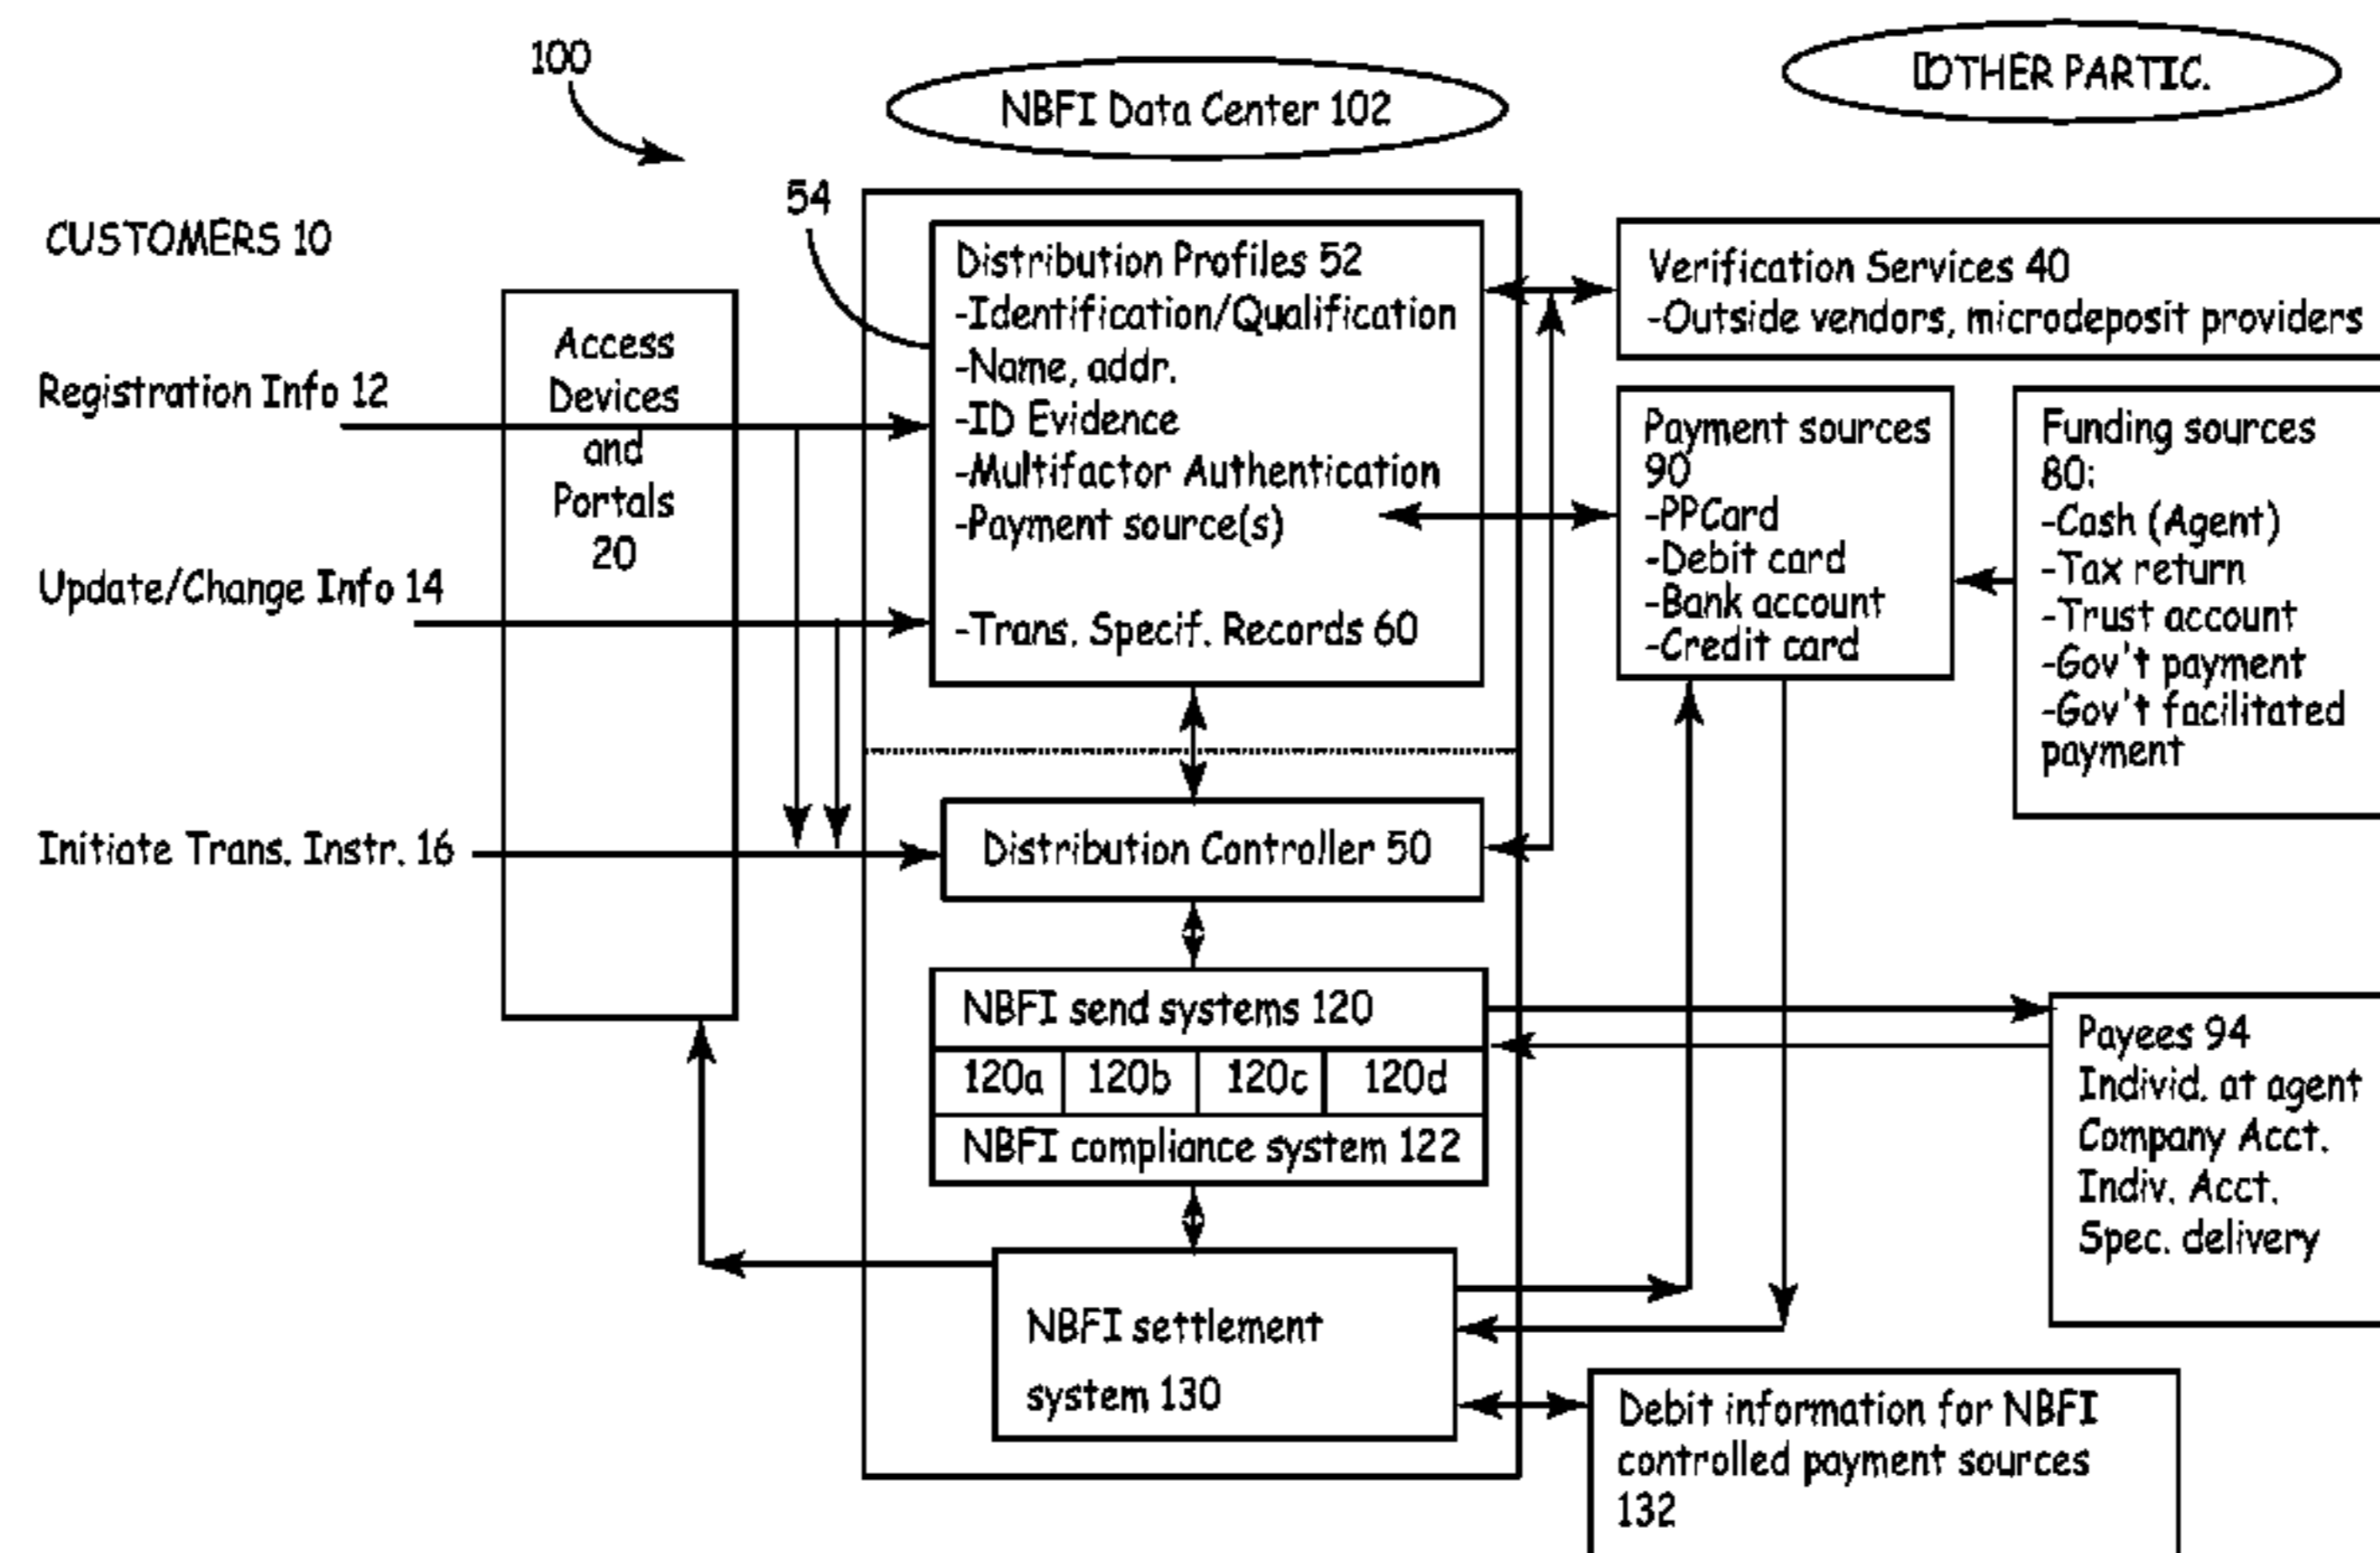 100
NBFI Data Center 102
OTHER PARTIC.
54
CUSTOMERS 10
Access
Devices
and
Portals
20
Registration Info 12
Update/Change Info 14
Initiate Trans. Instr. 16
Distribution Profiles 52
-Identification/Qualification
-Name, addr.
-ID Evidence
-Multifactor Authentication
-Payment source(s)
-Trans. Specif. Records 60
Distribution Controller 50
NBFI send systems 120
120a 120b 120c 120d
NBFI compliance system 122
NBFI settlement
system 130
Verification Services 40
-Outside vendors, microdeposit providers
Payment sources
90
-PPCard
-Debit card
-Bank account
-Credit card
Funding sources
80:
-Cash (Agent)
-Tax return
-Trust account
-Gov't payment
-Gov't facilitated
payment
Payees 94
Individ. at agent
Company Acct.
Indiv. Acct.
Spec. delivery
Debit information for NBFI
controlled payment sources
132